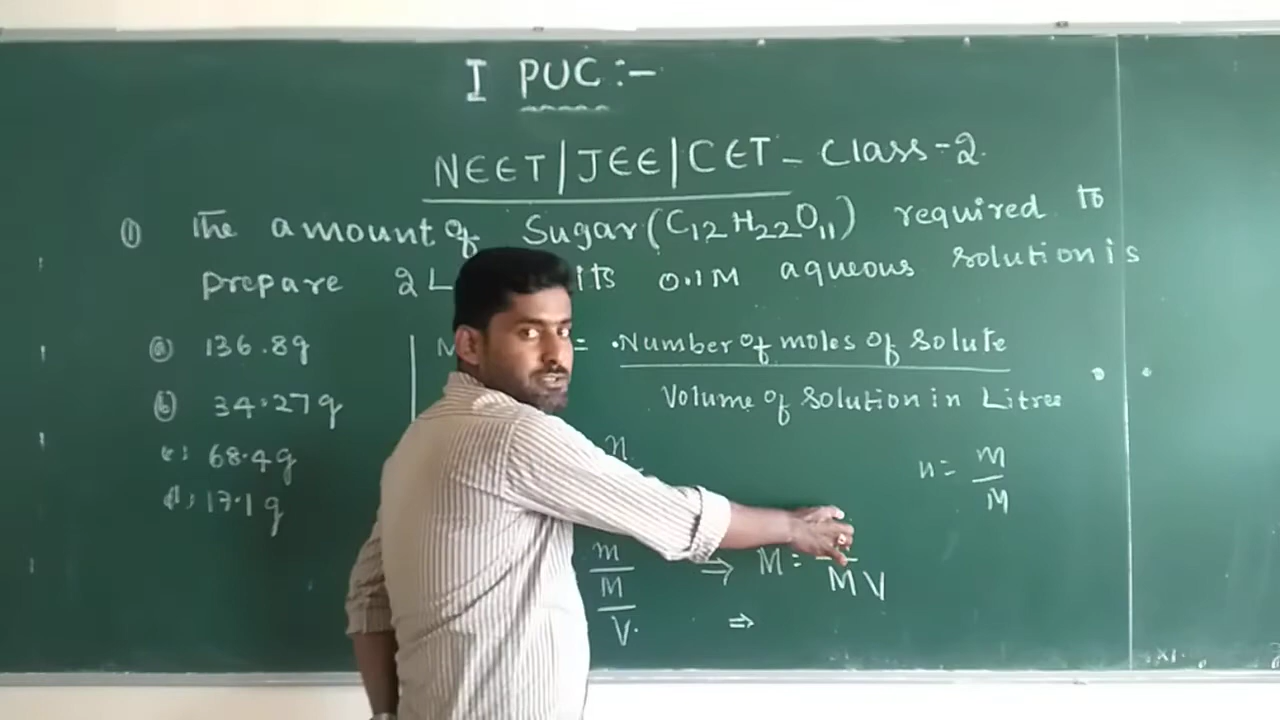 I PUC:-
NEET/JEE/CET - Class-2.
① The amount of Sugar (C12H22O11) required to
prepare 2L its 0.1M aqueous solution is
ⓐ 136.8g
= Number of moles of Solute
Volume of Solution in Litres
ⓑ 34.27g
(c) 68.4g
(d) 17.1g
n
n = m
M
m
M
V.
⇒ M =
MV
⇒